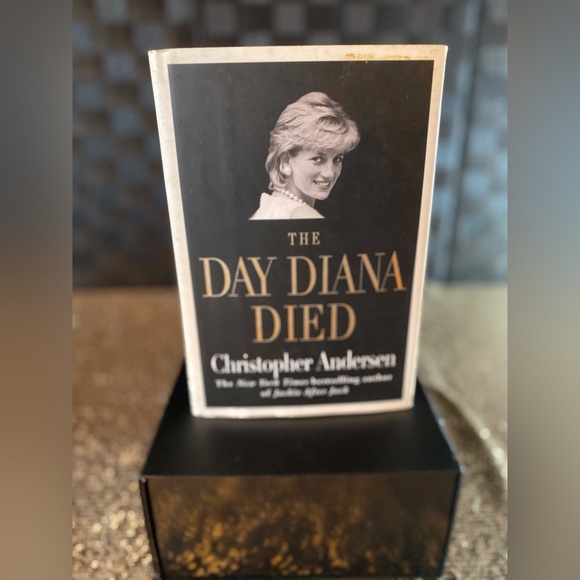 THE
DAY DIANA
DIED
Christopher Andersen
The New York Times bestselling author
of Jackie After Jack